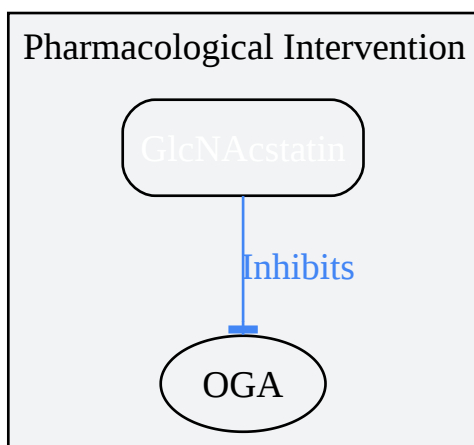 Pharmacological Intervention
GlcNAcstatin
Inhibits
OGA